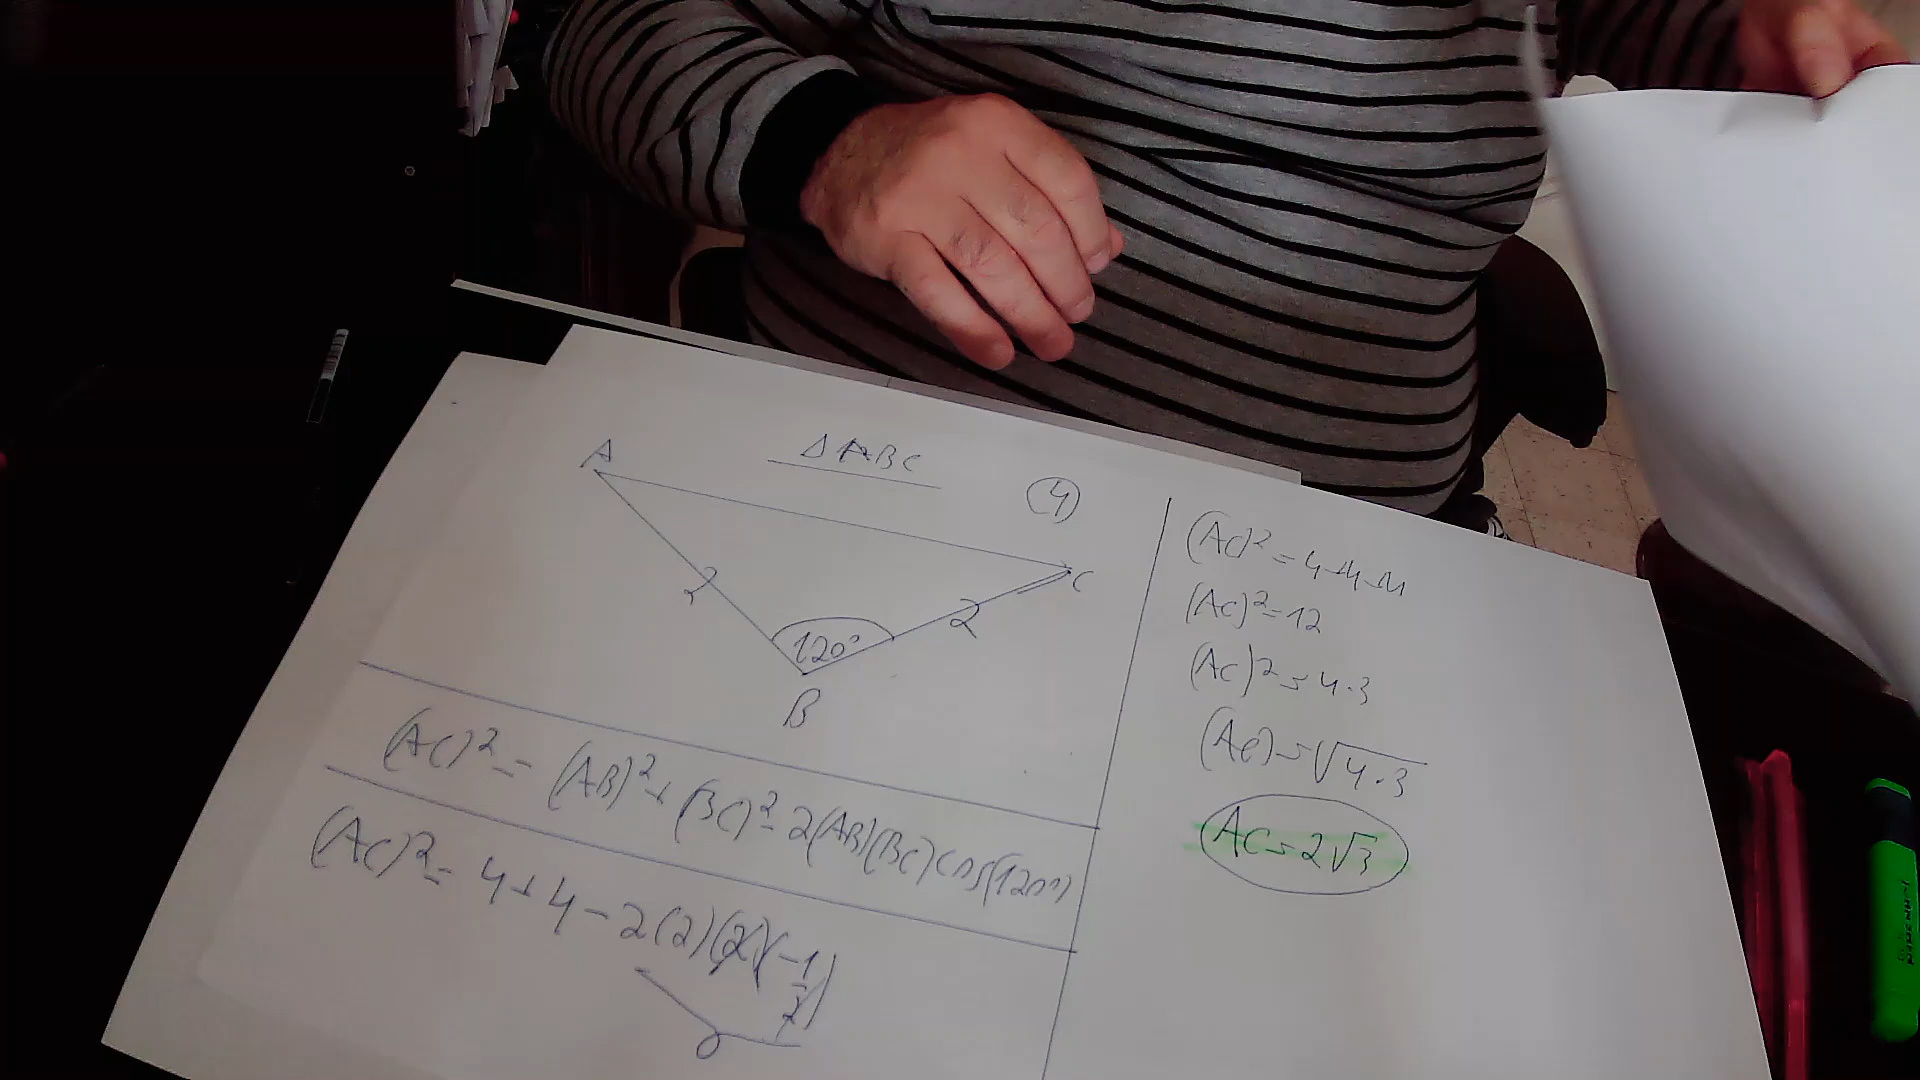 Δ ABC
④
A
2
2
C
120°
B
(AC)² = (AB)² + (BC)² - 2(AB)(BC)cos(120°)
(AC)² = 4 + 4 - 2(2)(2)(-1/2)
(AC)² = 4+4+4
(AC)² = 12
(AC)² = 4.3
(AC) = √4.3
AC = 2√3